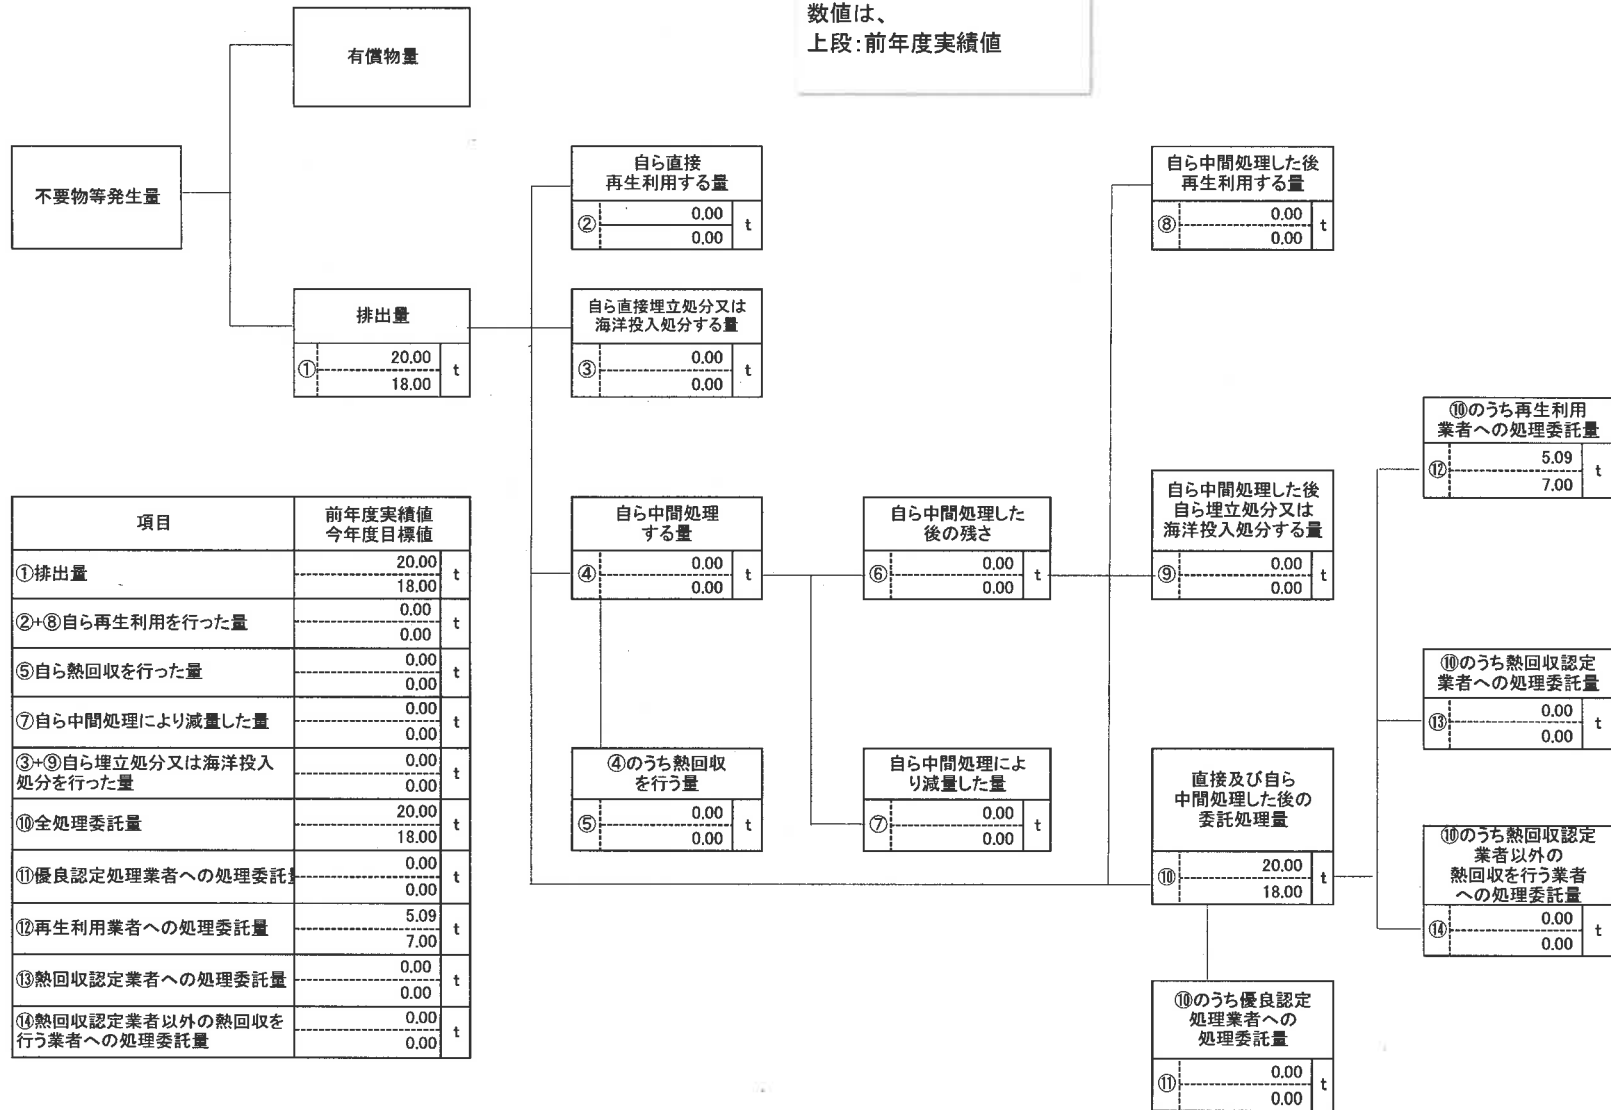 数値は、
上段：前年度実績値
有償物量
不要物等発生量
排出量
① 20.00 t
18.00
自ら直接
再生利用する量
② 0.00 t
0.00
自ら直接埋立処分又は
海洋投入処分する量
③ 0.00 t
0.00
自ら中間処理
する量
④ 0.00 t
0.00
④のうち熱回収
を行う量
⑤ 0.00 t
0.00
自ら中間処理した
後の残さ
⑥ 0.00 t
0.00
自ら中間処理によ
り減量した量
⑦ 0.00 t
0.00
自ら中間処理した後
再生利用する量
⑧ 0.00 t
0.00
自ら中間処理した後
自ら埋立処分又は
海洋投入処分する量
⑨ 0.00 t
0.00
直接及び自ら
中間処理した後の
委託処理量
⑩ 20.00 t
18.00
⑩のうち優良認定
処理業者への
処理委託量
⑪ 0.00 t
0.00
⑩のうち再生利用
業者への処理委託量
⑫ 5.09 t
7.00
⑩のうち熱回収認定
業者への処理委託量
⑬ 0.00 t
0.00
⑩のうち熱回収認定
業者以外の
熱回収を行う業者
への処理委託量
⑭ 0.00 t
0.00
項目 前年度実績値
今年度目標値
①排出量 20.00 t
18.00
②+⑧自ら再生利用を行った量 0.00 t
0.00
⑤自ら熱回収を行った量 0.00 t
0.00
⑦自ら中間処理により減量した量 0.00 t
0.00
③+⑨自ら埋立処分又は海洋投入 0.00 t
処分を行った量 0.00
⑩全処理委託量 20.00 t
18.00
⑪優良認定処理業者への処理委託 0.00 t
0.00
⑫再生利用業者への処理委託量 5.09 t
7.00
⑬熱回収認定業者への処理委託量 0.00 t
0.00
⑭熱回収認定業者以外の熱回収を 0.00 t
行う業者への処理委託量 0.00